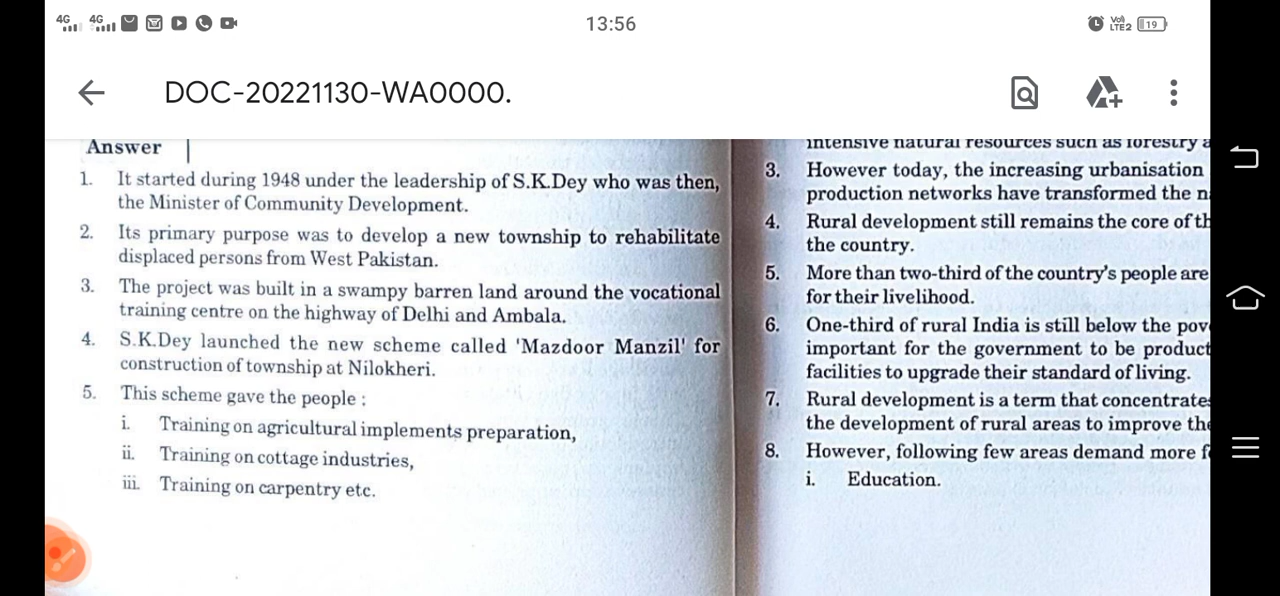 4G 4G 13:56 Vo) LTE2 19
DOC-20221130-WA0000.
Answer
1. It started during 1948 under the leadership of S.K.Dey who was then,
the Minister of Community Development.
2. Its primary purpose was to develop a new township to rehabilitate
displaced persons from West Pakistan.
3. The project was built in a swampy barren land around the vocational
training centre on the highway of Delhi and Ambala.
4. S.K.Dey launched the new scheme called 'Mazdoor Manzil' for
construction of township at Nilokheri.
5. This scheme gave the people :
i. Training on agricultural implements preparation,
ii. Training on cottage industries,
iii. Training on carpentry etc.
intensive natural resources such as forestry
3. However today, the increasing urbanisation
production networks have transformed the
4. Rural development still remains the core of
the country.
5. More than two-third of the country's people are
for their livelihood.
6. One-third of rural India is still below the
important for the government to be
facilities to upgrade their standard of living.
7. Rural development is a term that
the development of rural areas to improve
8. However, following few areas demand more
i. Education.